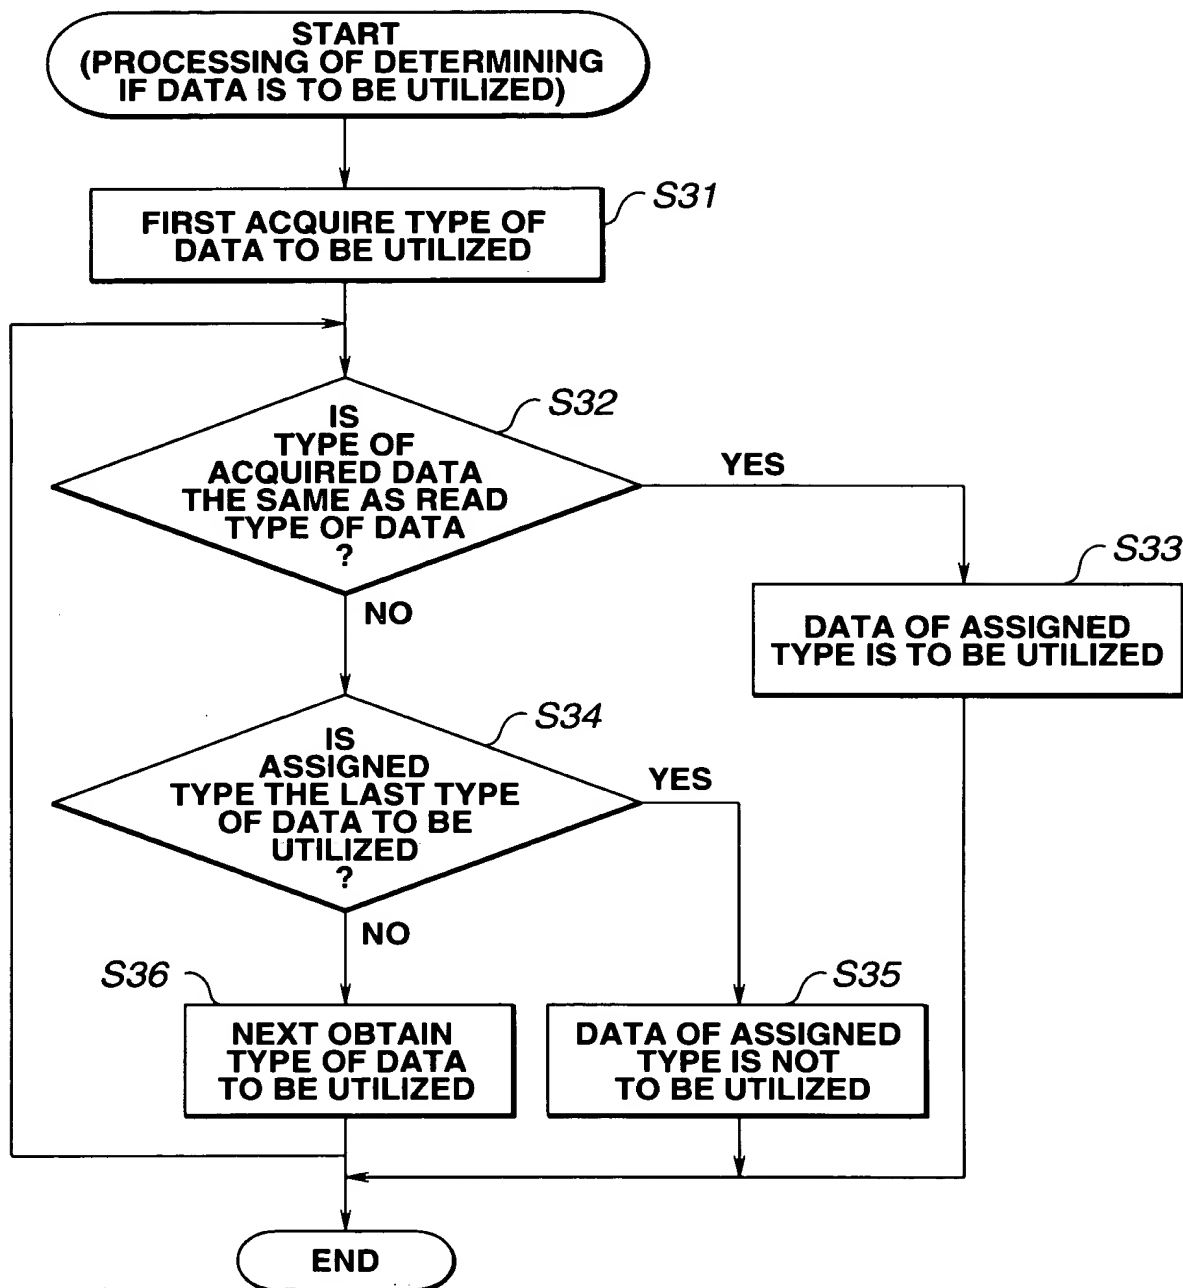 START
(PROCESSING OF DETERMINING
IF DATA IS TO BE UTILIZED)
S31
FIRST ACQUIRE TYPE OF
DATA TO BE UTILIZED
S32
IS
TYPE OF
ACQUIRED DATA
THE SAME AS READ
TYPE OF DATA
?
YES
NO
S33
DATA OF ASSIGNED
TYPE IS TO BE UTILIZED
S34
IS
ASSIGNED
TYPE THE LAST TYPE
OF DATA TO BE
UTILIZED
?
YES
NO
S36
NEXT OBTAIN
TYPE OF DATA
TO BE UTILIZED
S35
DATA OF ASSIGNED
TYPE IS NOT
TO BE UTILIZED
END